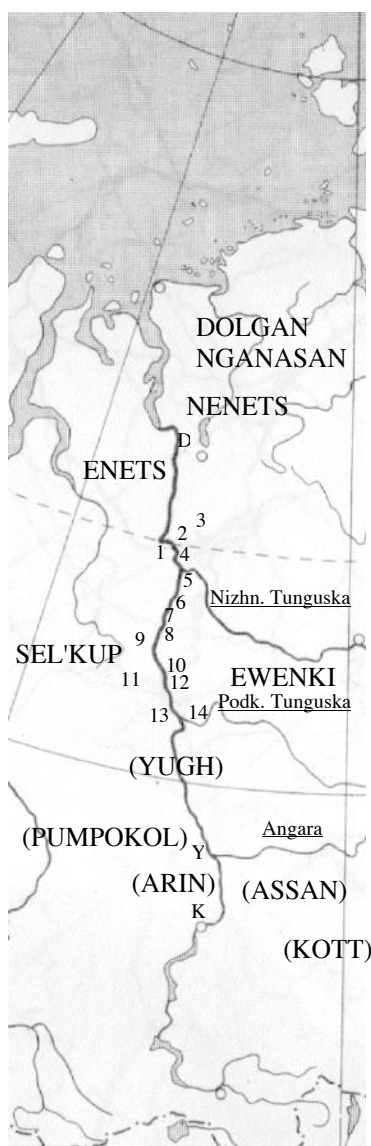 DOLGAN
NGANASAN
NENETS
D
ENETS
3
2
1
4
5
Nizhn. Tunguska
6
7
8
9
SEL'KUP
10
EWENKI
11
12
Podk. Tunguska
13
14
(YUGH)
Angara
(PUMPOKOL)
Y
(ARIN)
(ASSAN)
K
(KOTT)